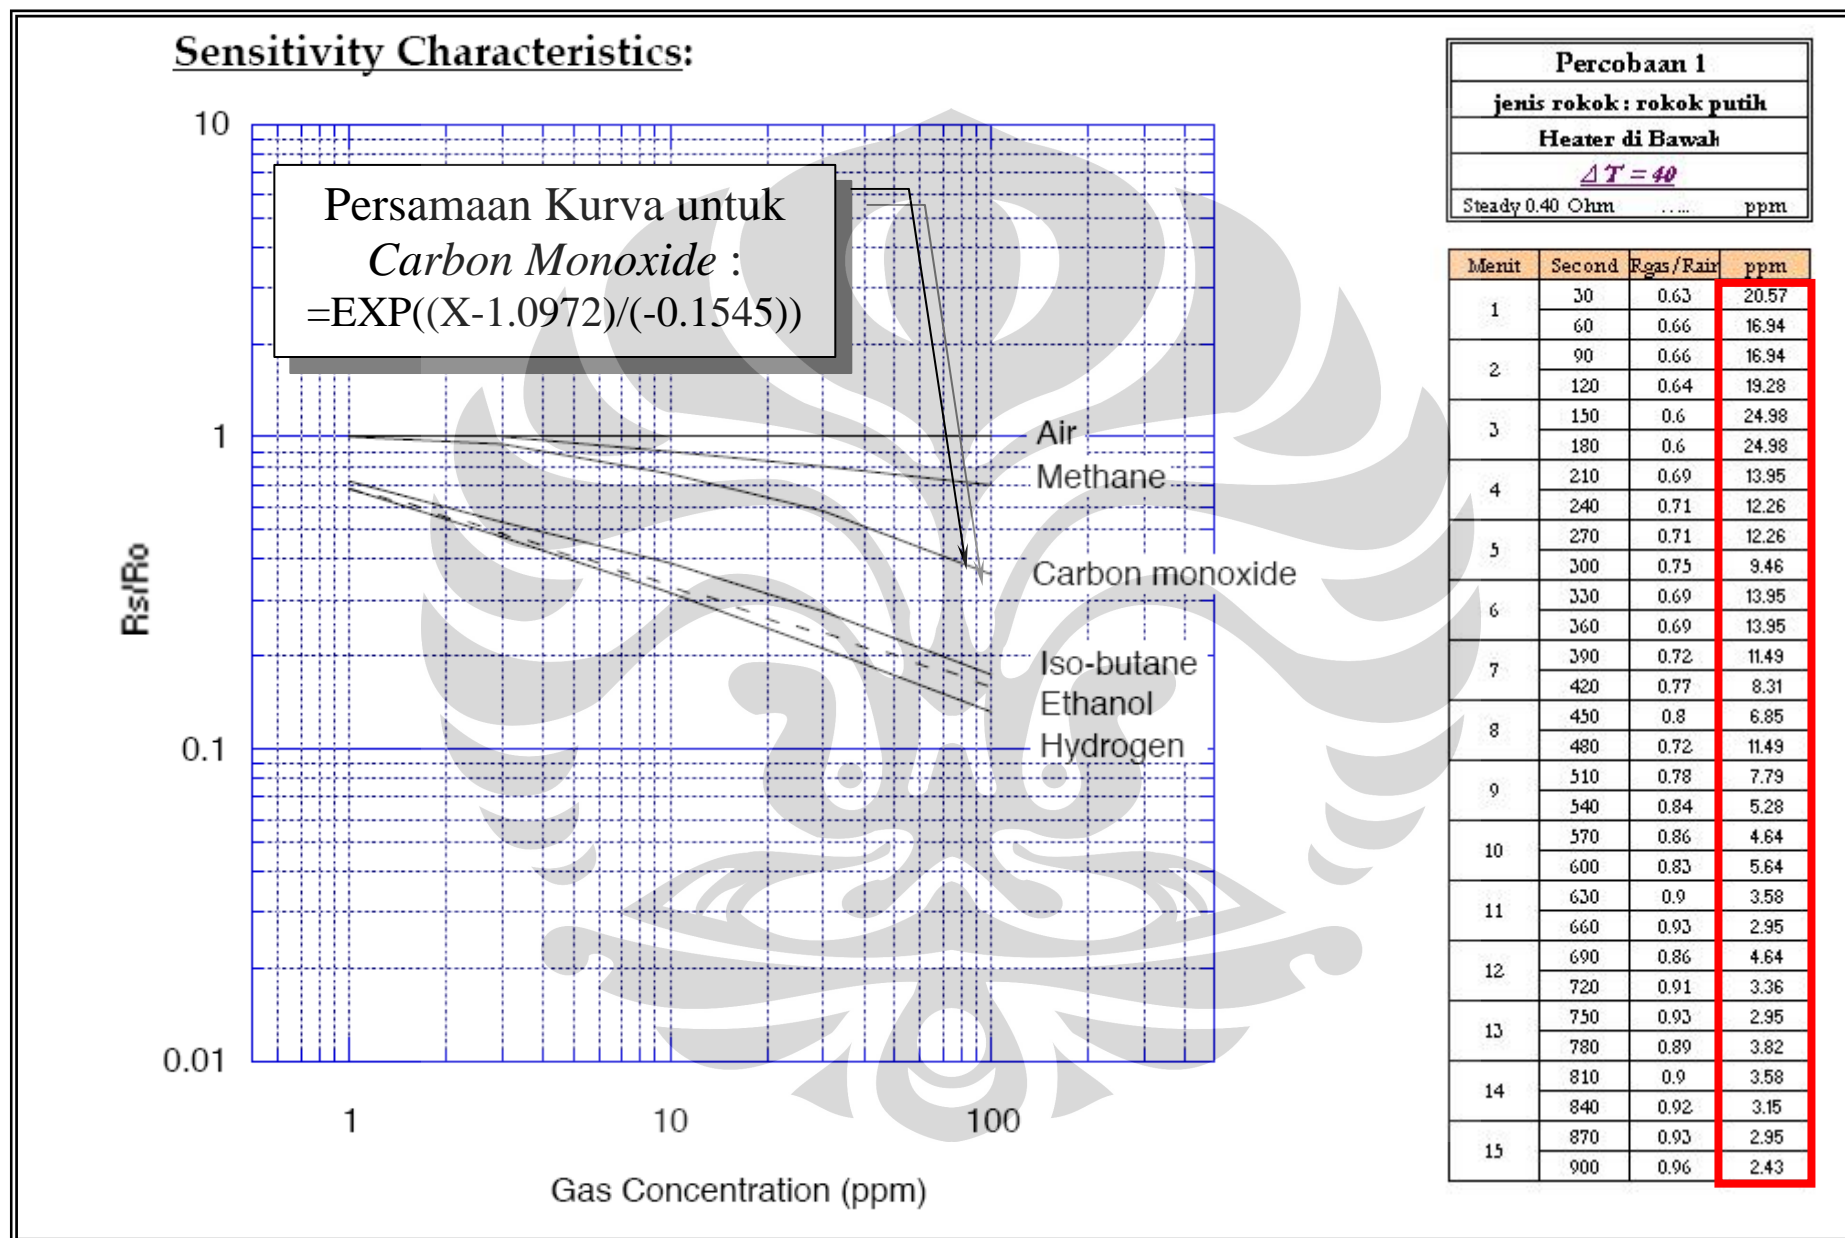 Sensitivity Characteristics:
10
1
0.1
0.01
Rs/Ro
Persamaan Kurva untuk
Carbon Monoxide :
=EXP((X-1.0972)/(-0.1545))
Air
Methane
Carbon monoxide
Iso-butane
Ethanol
Hydrogen
1 10 100
Gas Concentration (ppm)
Percobaan 1
jenis rokok : rokok putih
Heater di Bawah
Δ T = 40
Steady 0.40 Ohm ..... ppm
Menit Second Rgas/Rair ppm
1 30 0.63 20.57
60 0.66 16.94
2 90 0.66 16.94
120 0.64 19.28
3 150 0.6 24.98
180 0.6 24.98
4 210 0.69 13.95
240 0.71 12.26
5 270 0.71 12.26
300 0.75 9.46
6 330 0.69 13.95
360 0.69 13.95
7 390 0.72 11.49
420 0.77 8.31
8 450 0.8 6.85
480 0.72 11.49
9 510 0.78 7.79
540 0.84 5.28
10 570 0.86 4.64
600 0.83 5.64
11 630 0.9 3.58
660 0.93 2.95
12 690 0.86 4.64
720 0.91 3.36
13 750 0.93 2.95
780 0.89 3.82
14 810 0.9 3.58
840 0.92 3.15
15 870 0.93 2.95
900 0.96 2.43